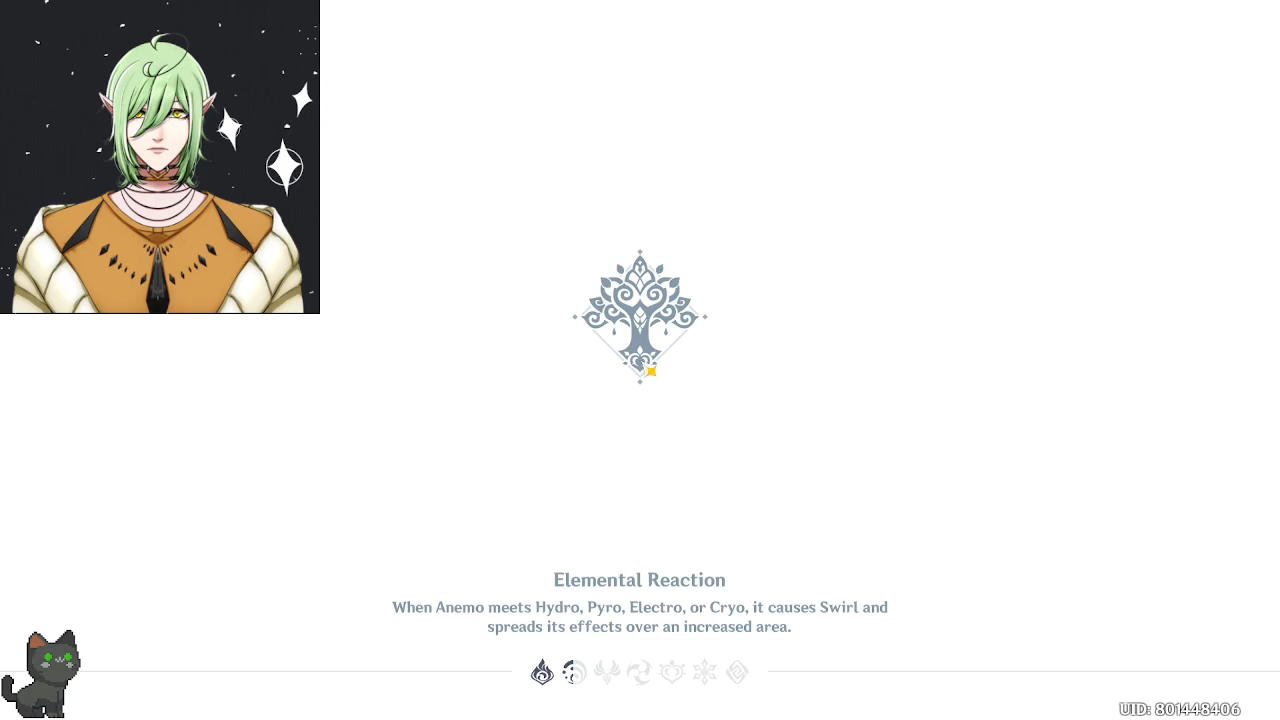 Elemental Reaction
When Anemo meets Hydro, Pyro, Electro, or Cryo, it causes Swirl and
spreads its effects over an increased area.
UID: 801448406